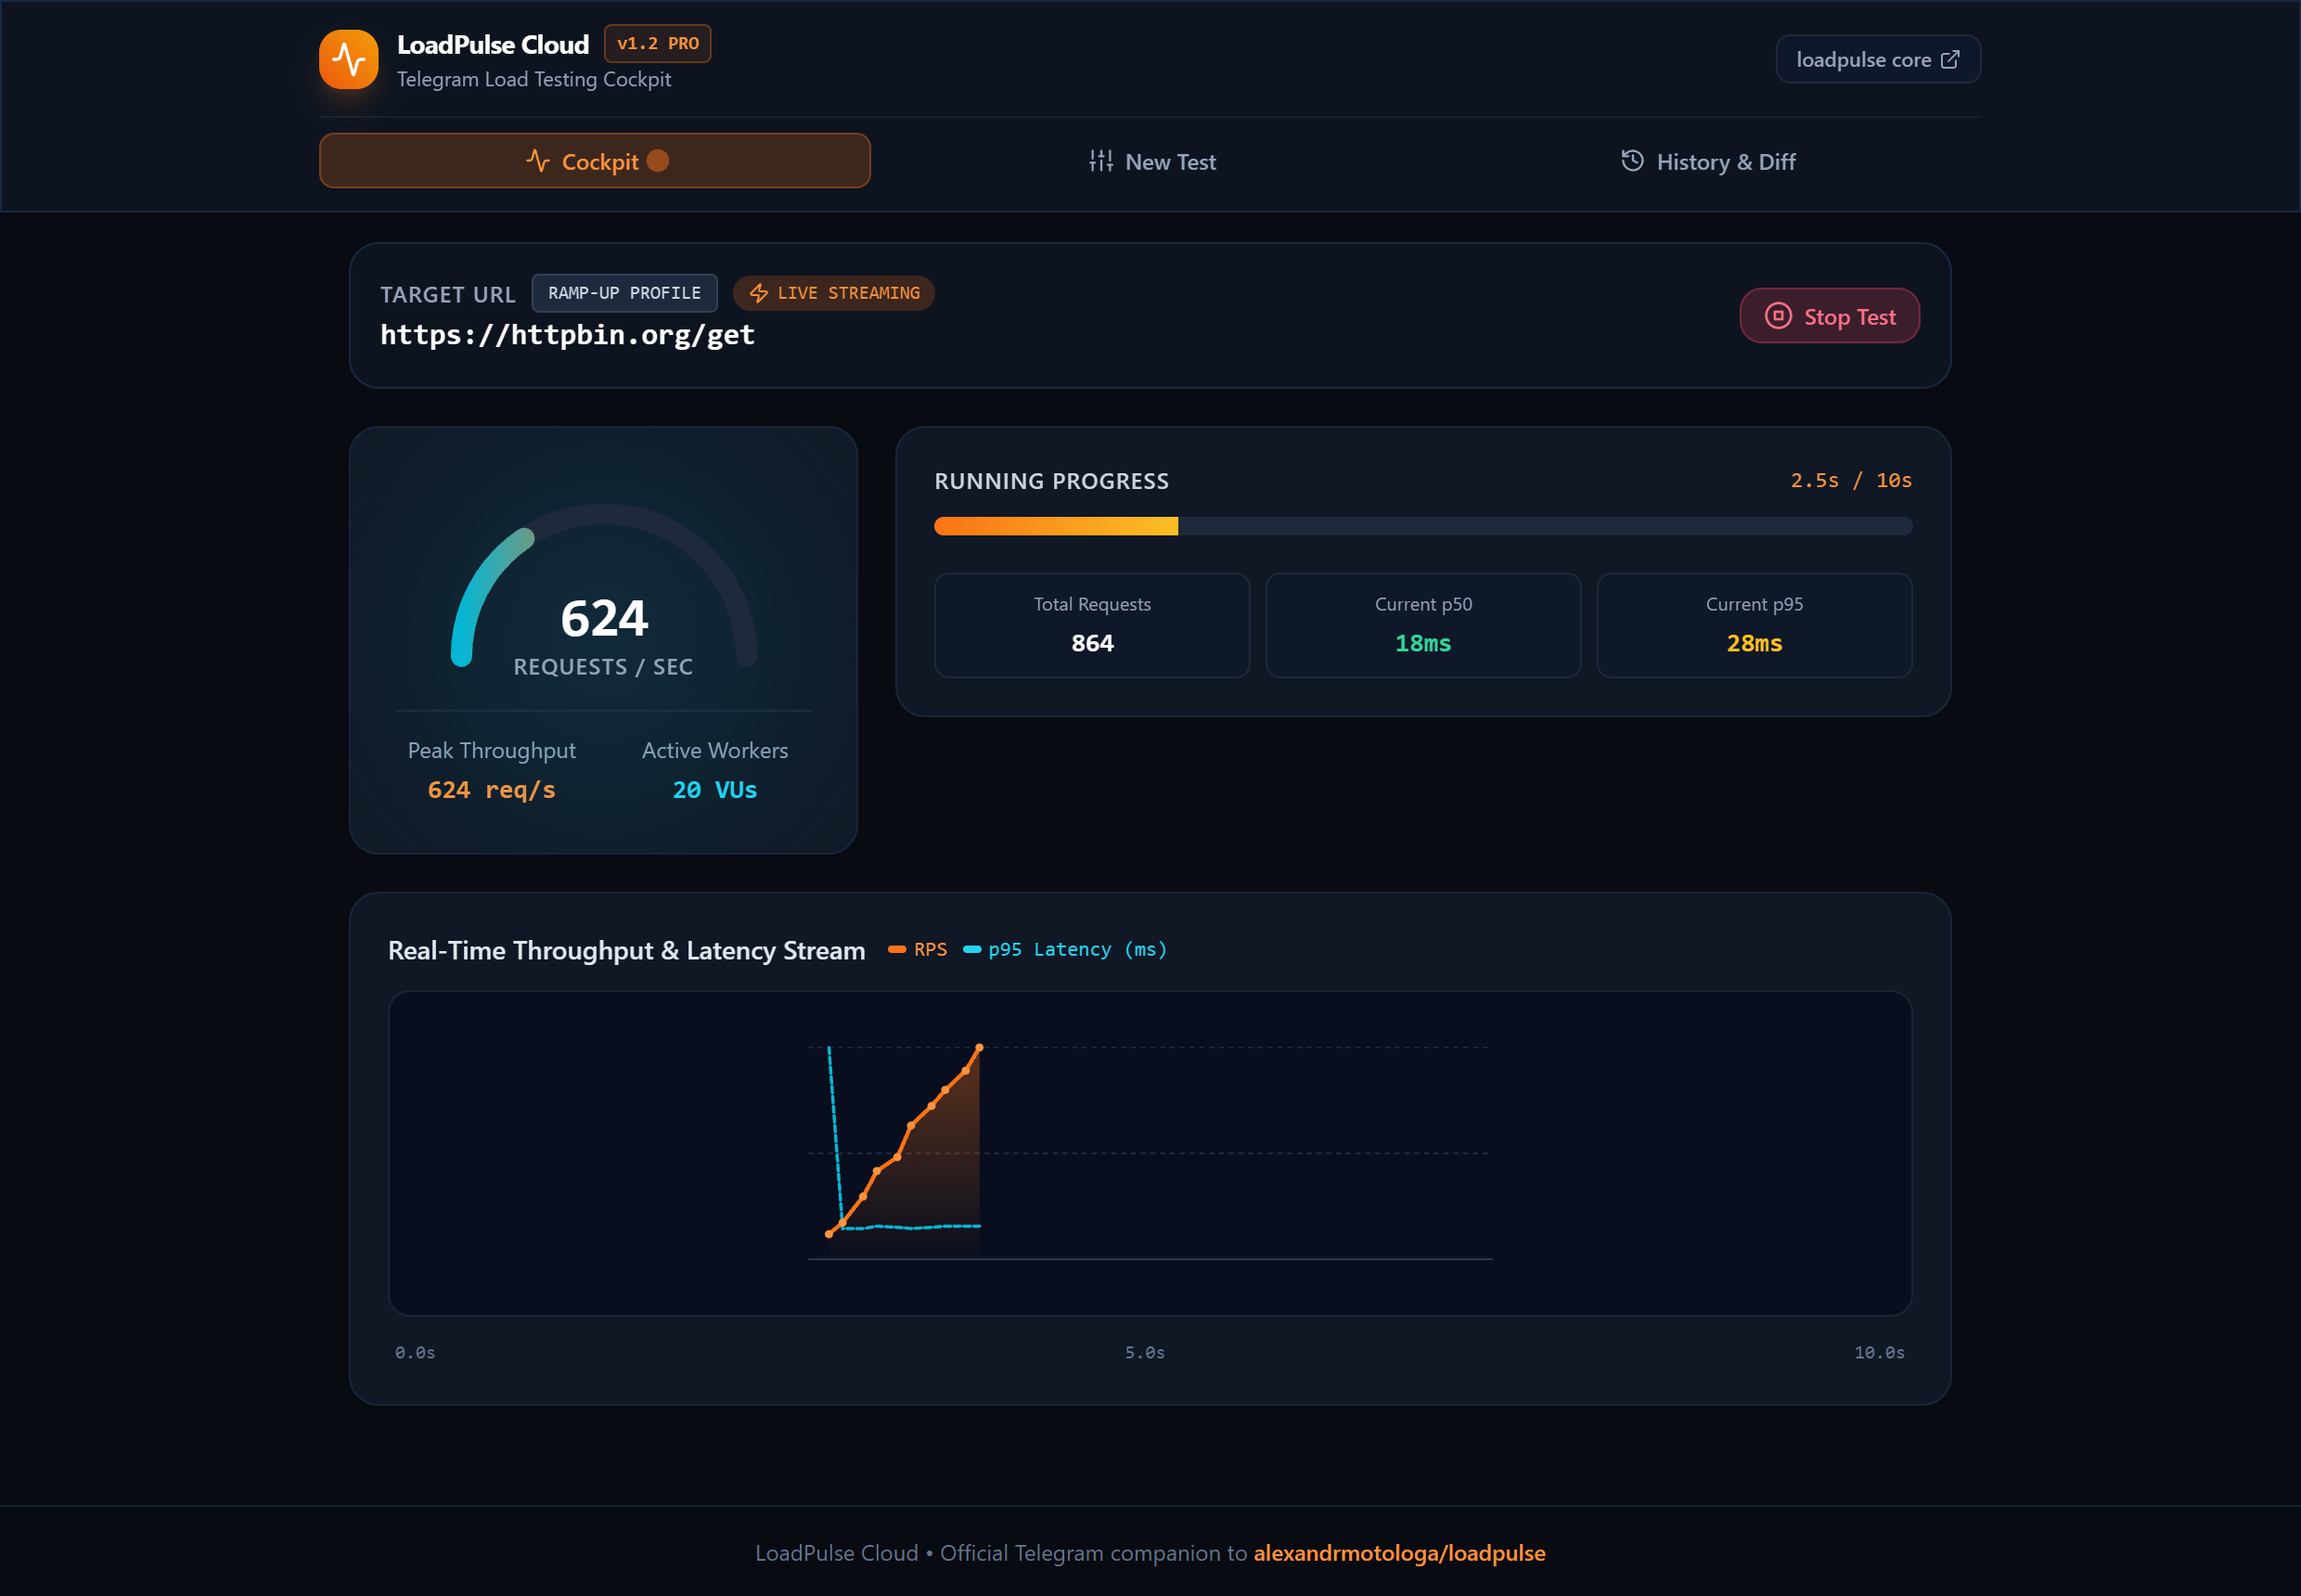 LoadPulse Cloud v1.2 PRO
Telegram Load Testing Cockpit
loadpulse core
Cockpit
New Test
History & Diff
TARGET URL RAMP-UP PROFILE LIVE STREAMING
https://httpbin.org/get
Stop Test
624
REQUESTS / SEC
Peak Throughput
624 req/s
Active Workers
20 VUs
RUNNING PROGRESS
2.5s / 10s
Total Requests
864
Current p50
18ms
Current p95
28ms
Real-Time Throughput & Latency Stream RPS p95 Latency (ms)
0.0s 5.0s 10.0s
LoadPulse Cloud • Official Telegram companion to alexandrmotologa/loadpulse